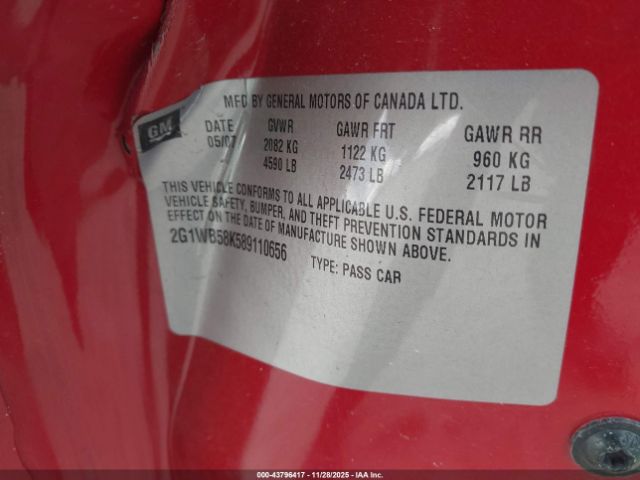 MFD BY GENERAL MOTORS OF CANADA LTD.
GM
DATE GVWR GAWR FRT GAWR RR
05/07 2082 KG 1122 KG 960 KG
4590 LB 2473 LB 2117 LB
THIS VEHICLE CONFORMS TO ALL APPLICABLE U.S. FEDERAL MOTOR
VEHICLE SAFETY, BUMPER, AND THEFT PREVENTION STANDARDS IN
EFFECT ON THE DATE OF MANUFACTURE SHOWN ABOVE.
2G1WB58K589110656
TYPE: PASS CAR
000-43796417 | 11/28/2025 - IAA Inc.